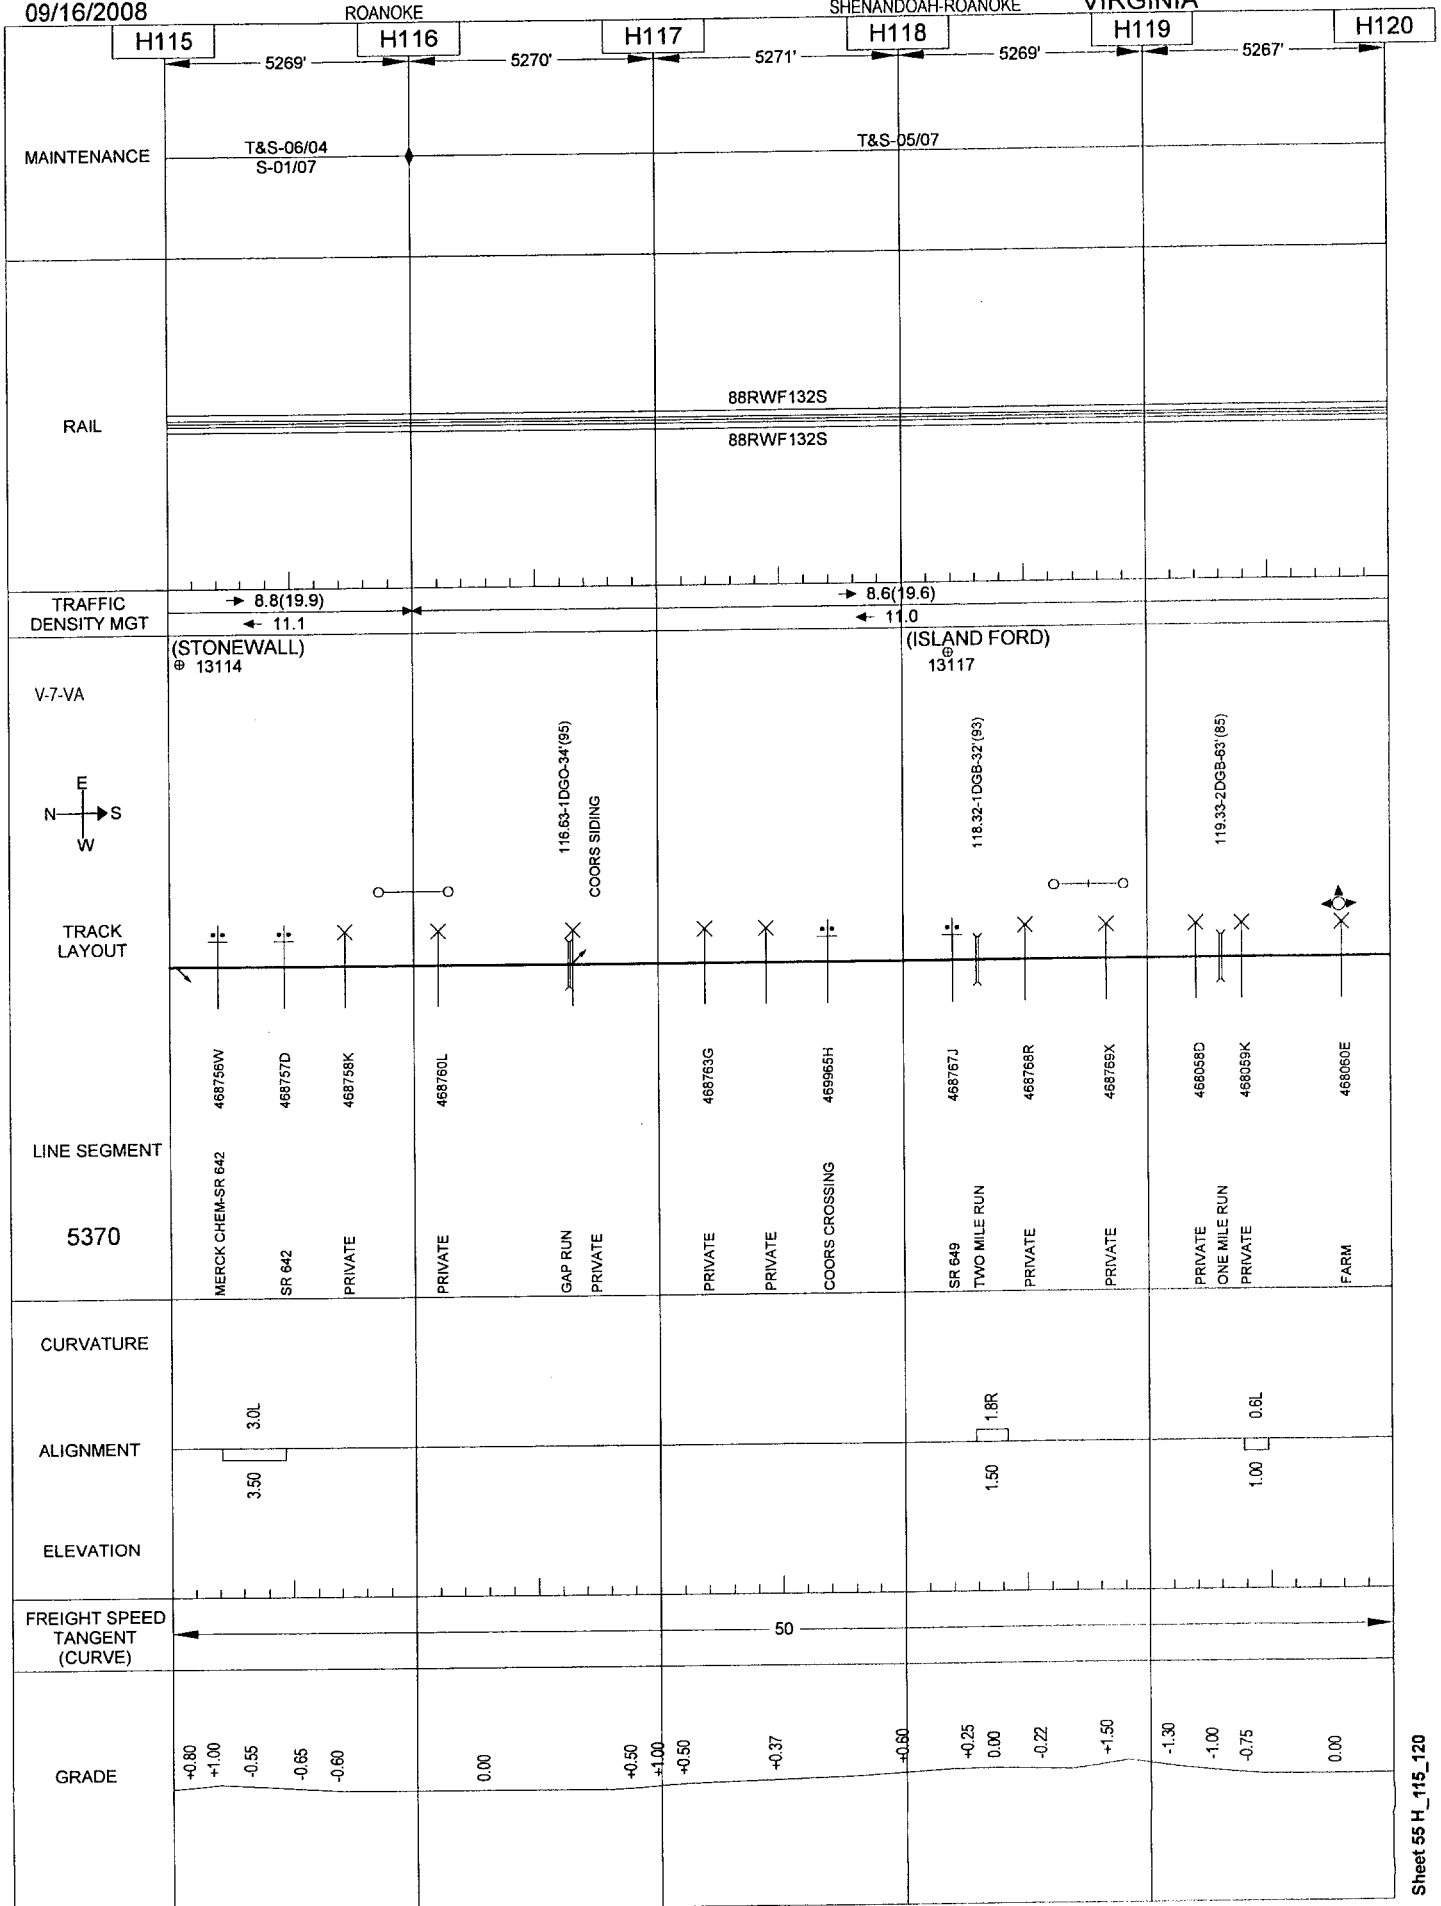 09/16/2008
ROANOKE
SHENANDOAH-ROANOKE
VIRGINIA
H115
H116
H117
H118
H119
H120
5269'
5270'
5271'
5269'
5267'
MAINTENANCE
T&S-06/04
S-01/07
T&S-05/07
RAIL
88RWF132S
88RWF132S
TRAFFIC
DENSITY MGT
8.8(19.9)
11.1
8.6(19.6)
11.0
(STONEWALL)
13114
(ISLAND FORD)
13117
V-7-VA
E
N
S
W
116.63-1DGO-34'(95)
COORS SIDING
118.32-1DGB-32'(93)
119.33-2DGB-63'(85)
TRACK
LAYOUT
468756W
468757D
468758K
468760L
468763G
469965H
468767J
468768R
468769X
468058D
468059K
468060E
LINE SEGMENT
5370
MERCK CHEM-SR 642
SR 642
PRIVATE
PRIVATE
GAP RUN
PRIVATE
PRIVATE
PRIVATE
COORS CROSSING
SR 649
TWO MILE RUN
PRIVATE
PRIVATE
PRIVATE
ONE MILE RUN
PRIVATE
FARM
CURVATURE
3.0L
1.8R
0.6L
ALIGNMENT
3.50
1.50
1.00
ELEVATION
FREIGHT SPEED
TANGENT
(CURVE)
50
GRADE
+0.80
+1.00
-0.55
-0.65
-0.60
0.00
+0.50
+1.00
+0.50
+0.37
+0.60
+0.25
0.00
-0.22
+1.50
-1.30
-1.00
-0.75
0.00
Sheet 55 H_115_120